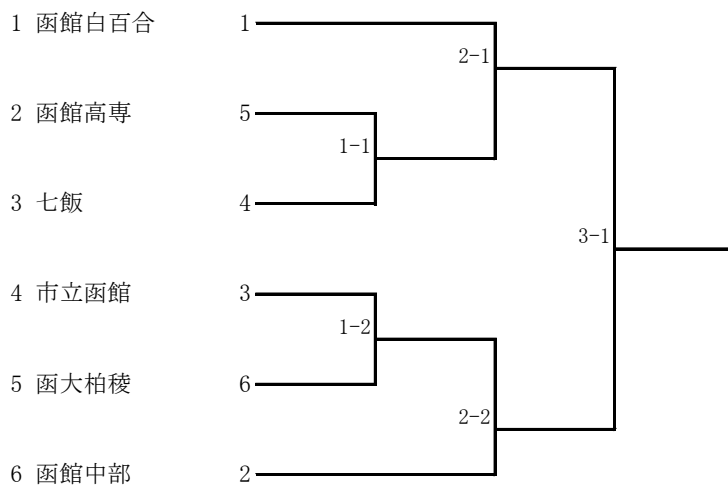 1 函館白百合 1
2-1
2 函館高専 5
1-1
3 七飯 4
3-1
4 市立函館 3
1-2
5 函大柏稜 6
2-2
6 函館中部 2